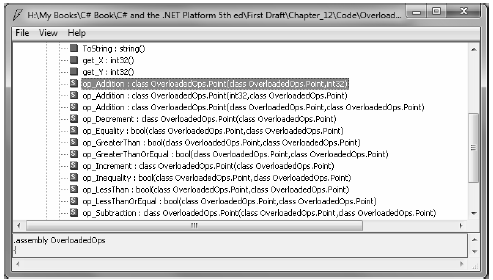 H:\My Books\C# Book\C# and the .NET Platform 5th ed\First Draft\Chapter_12\Code\Overload...
File View Help
ToString : string()
get_X : int32()
get_Y : int32()
op_Addition : class OverloadedOps.Point(class OverloadedOps.Point,int32)
op_Addition : class OverloadedOps.Point(int32,class OverloadedOps.Point)
op_Addition : class OverloadedOps.Point(class OverloadedOps.Point,class OverloadedOps.Point)
op_Decrement : class OverloadedOps.Point(class OverloadedOps.Point)
op_Equality : bool(class OverloadedOps.Point,class OverloadedOps.Point)
op_GreaterThan : bool(class OverloadedOps.Point,class OverloadedOps.Point)
op_GreaterThanOrEqual : bool(class OverloadedOps.Point,class OverloadedOps.Point)
op_Increment : class OverloadedOps.Point(class OverloadedOps.Point)
op_Inequality : bool(class OverloadedOps.Point,class OverloadedOps.Point)
op_LessThan : bool(class OverloadedOps.Point,class OverloadedOps.Point)
op_LessThanOrEqual : bool(class OverloadedOps.Point,class OverloadedOps.Point)
op_Subtraction : class OverloadedOps.Point(class OverloadedOps.Point,class OverloadedOps.Point)
.assembly OverloadedOps
{